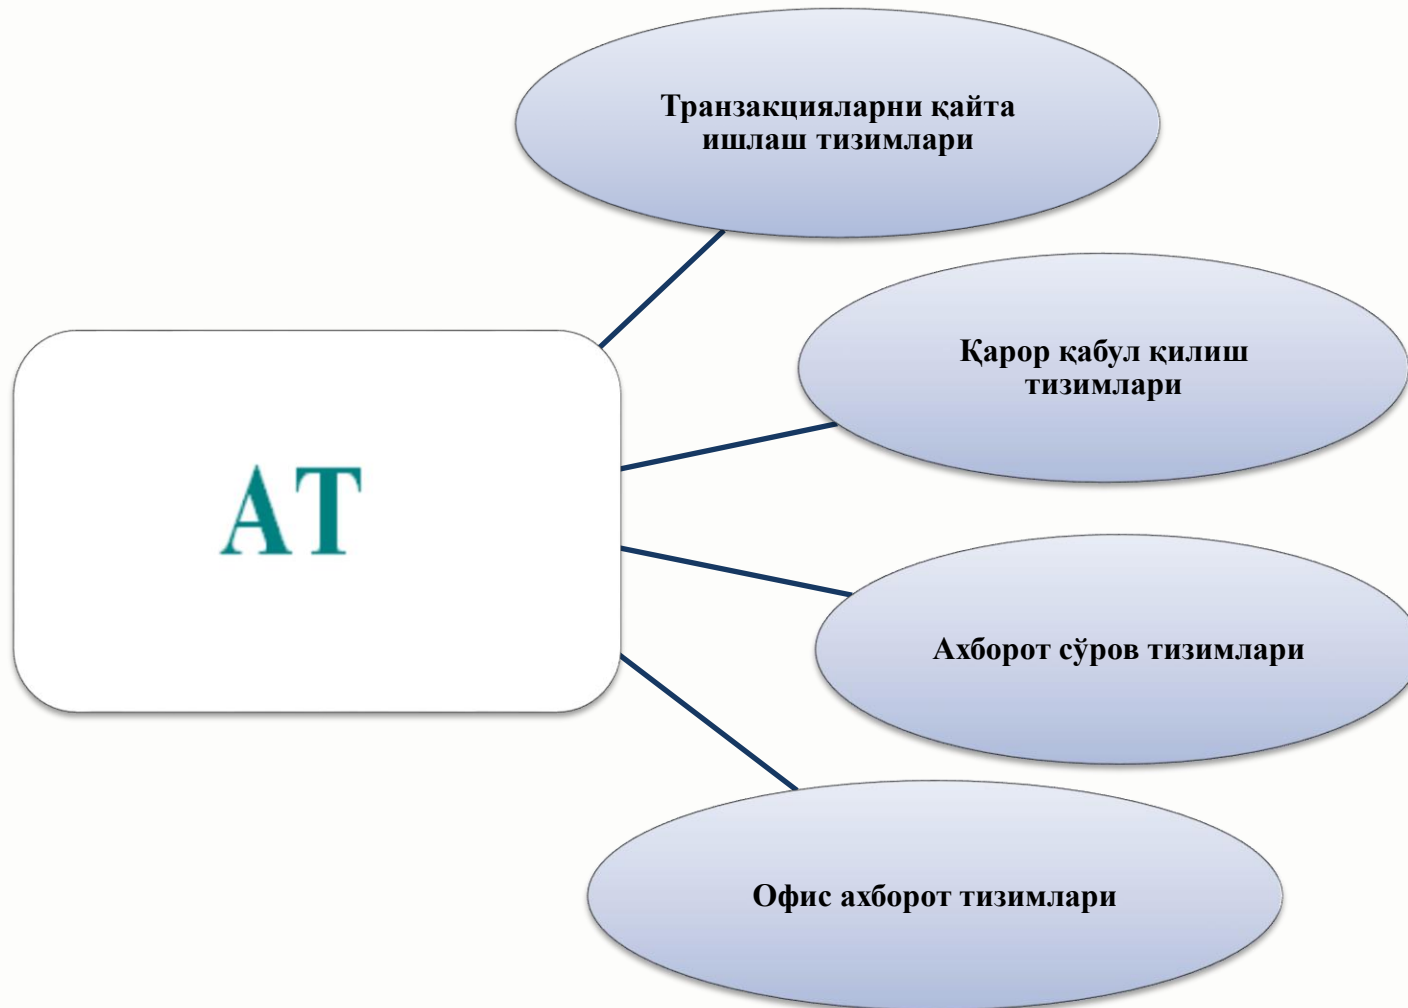 Транзакцияларни қайта
ишлаш тизимлари
Қарор қабул қилиш
тизимлари
АТ
Ахборот сўров тизимлари
Офис ахборот тизимлари